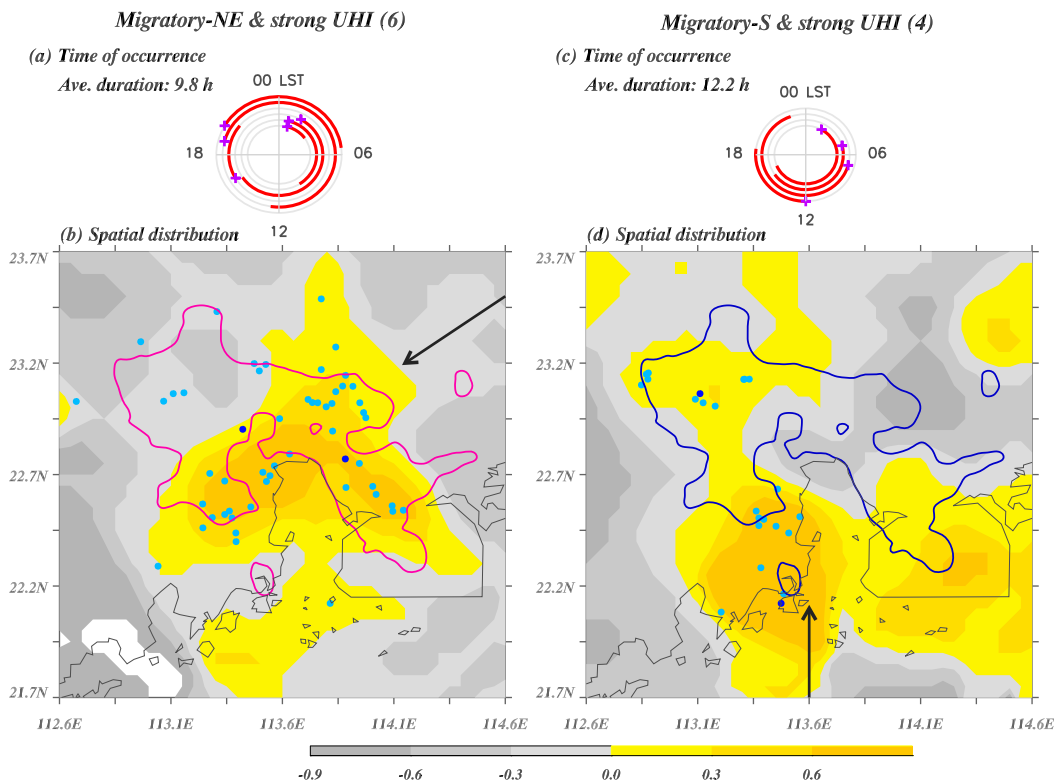 Migratory-NE & strong UHI (6)
Migratory-S & strong UHI (4)
(a) Time of occurrence
Ave. duration: 9.8 h
00 LST
18
06
12
(c) Time of occurrence
Ave. duration: 12.2 h
00 LST
18
06
12
(b) Spatial distribution
(d) Spatial distribution
23.7N
23.2N
22.7N
22.2N
21.7N
112.6E
113.1E
113.6E
114.1E
114.6E
23.7N
23.2N
22.7N
22.2N
21.7N
112.6E
113.1E
113.6E
114.1E
114.6E
-0.9
-0.6
-0.3
0.0
0.3
0.6